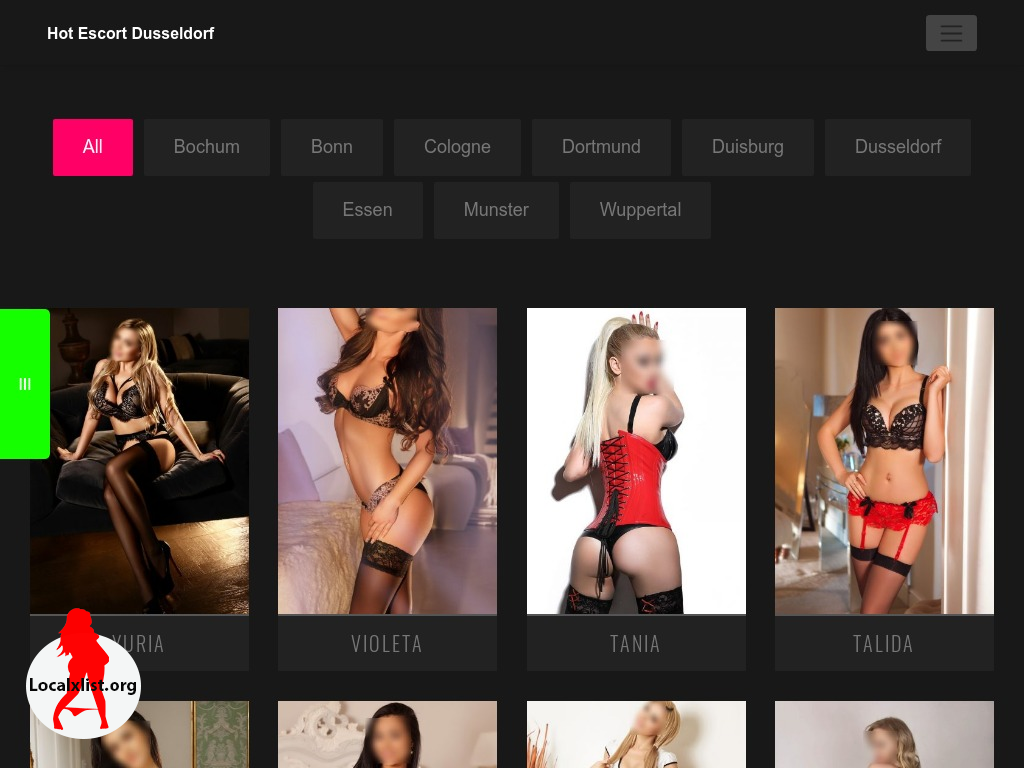 Hot Escort Dusseldorf
All
Bochum
Bonn
Cologne
Dortmund
Duisburg
Dusseldorf
Essen
Munster
Wuppertal
YURIA
VIOLETA
TANIA
TALIDA
Localxlist.org